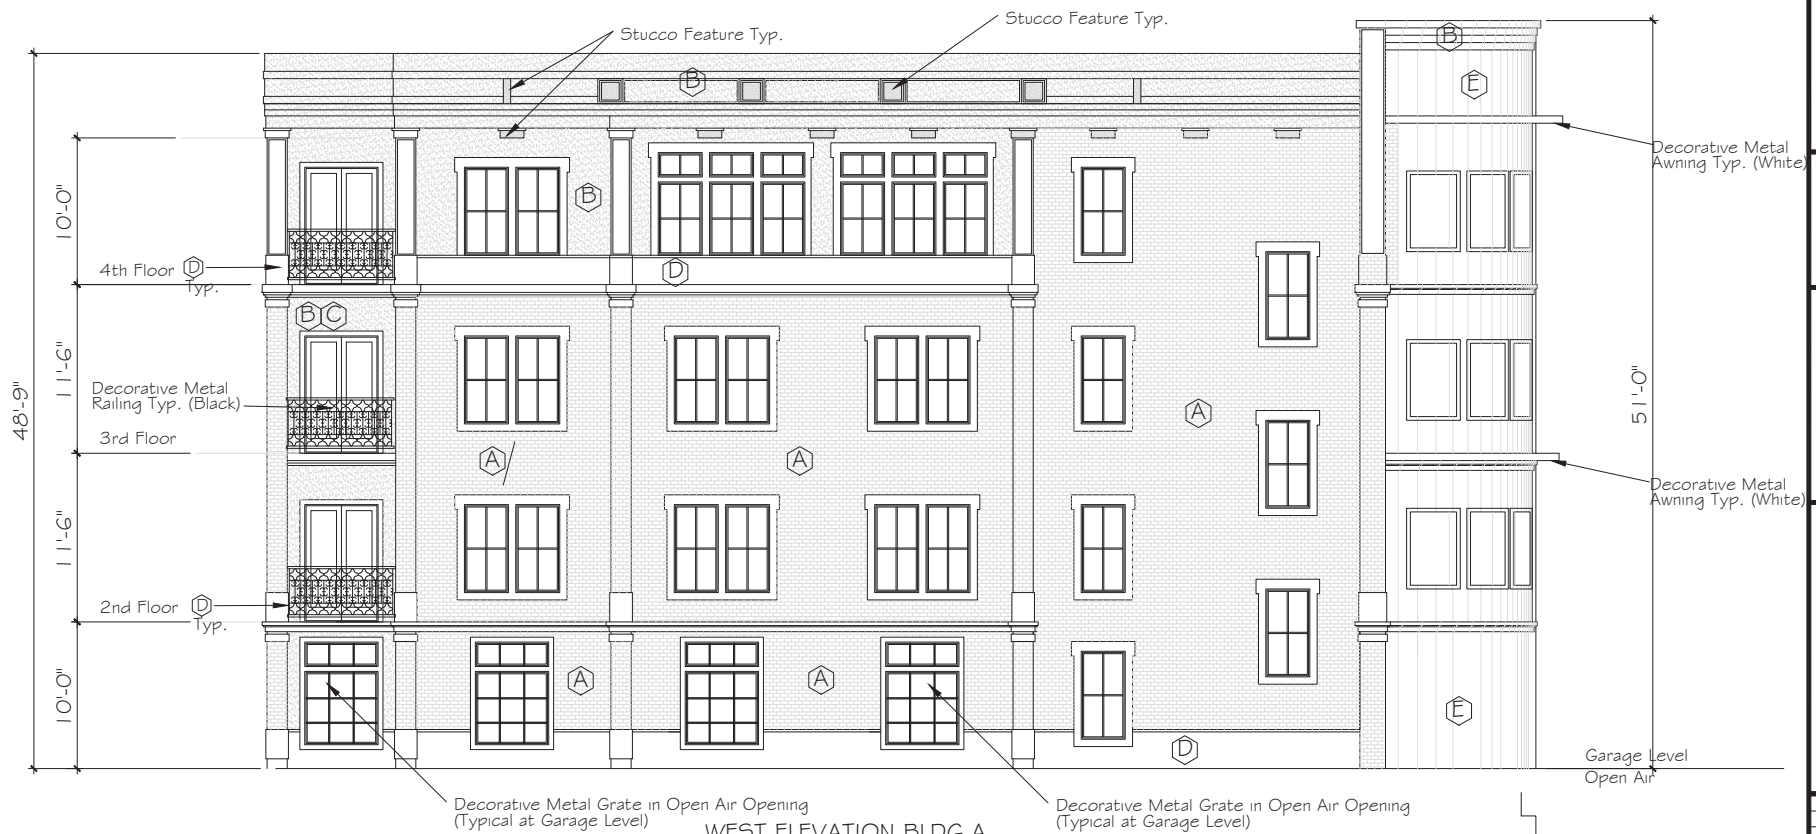 Stucco Feature Typ.
Stucco Feature Typ.
B
B
E
Decorative Metal
Awning Typ. (White)
10'-0"
B
4th Floor D
Typ.
D
B C
11'-6"
Decorative Metal
Railing Typ. (Black)
48'-9"
51'-0"
3rd Floor
A
A
A
Decorative Metal
Awning Typ. (White)
11'-6"
2nd Floor D
Typ.
10'-0"
A
A
E
D
Garage Level
Open Air
Decorative Metal Grate in Open Air Opening
(Typical at Garage Level)
Decorative Metal Grate in Open Air Opening
(Typical at Garage Level)
WEST ELEVATION BLDG A